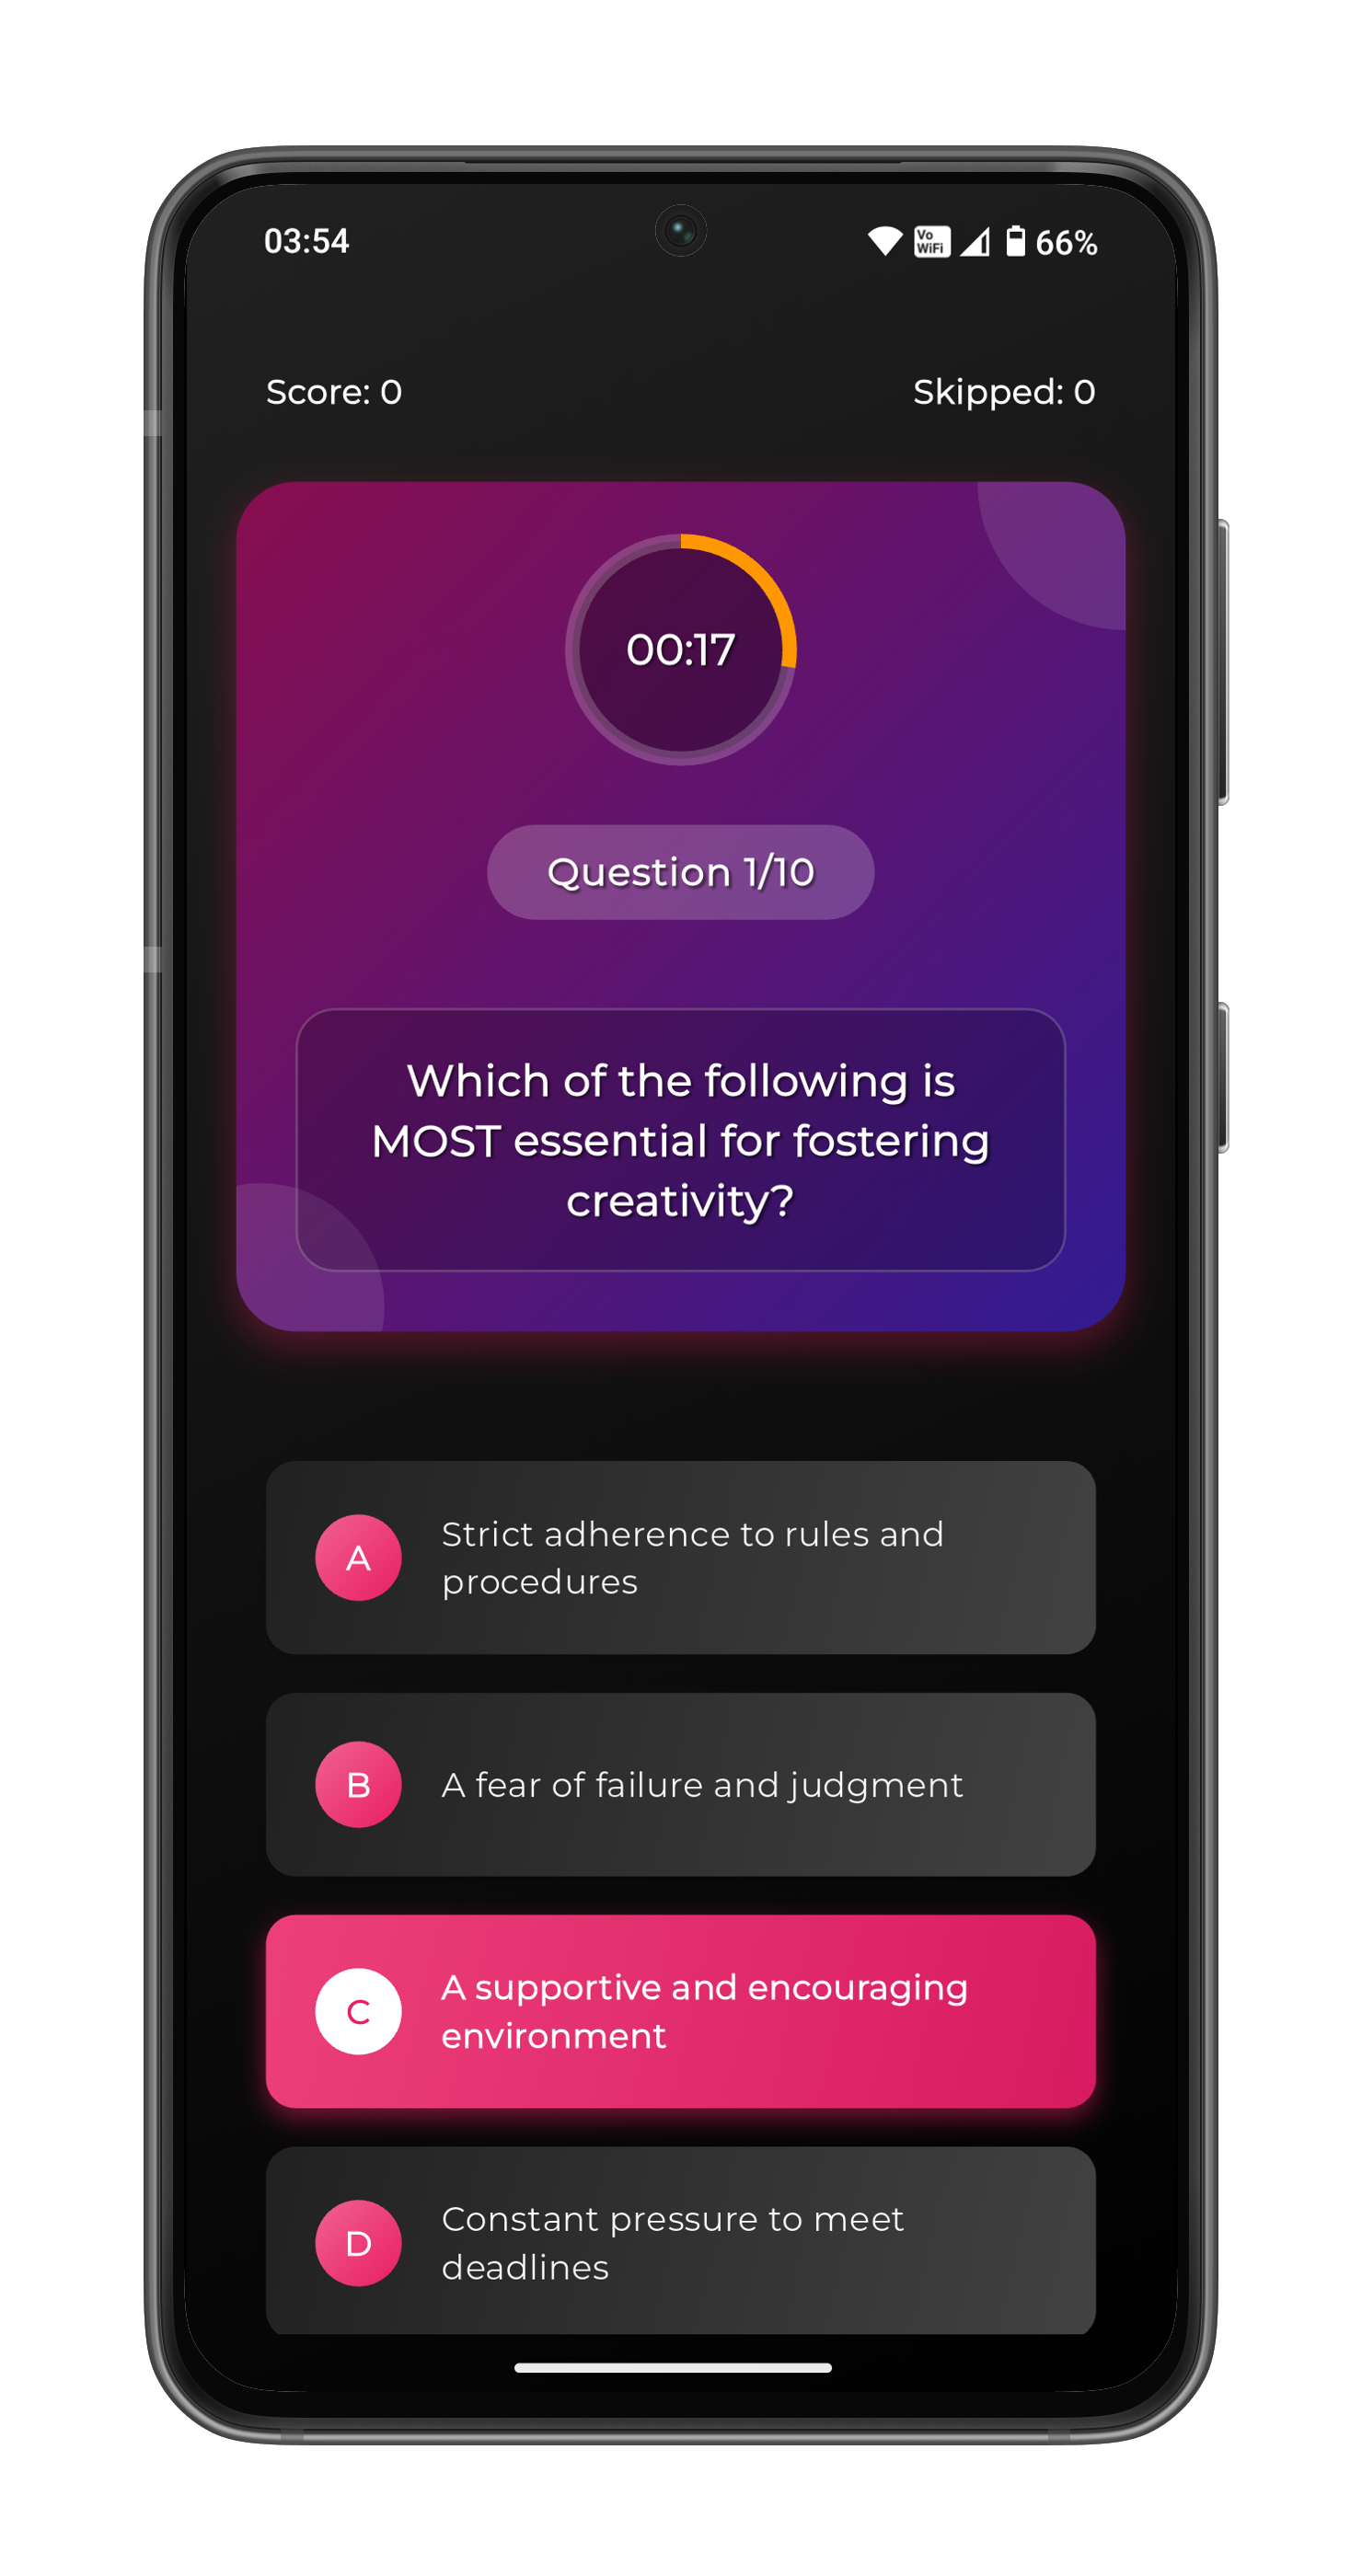 03:54
Vo
WiFi
66%
Score: 0
Skipped: 0
00:17
Question 1/10
Which of the following is
MOST essential for fostering
creativity?
A
Strict adherence to rules and
procedures
B
A fear of failure and judgment
C
A supportive and encouraging
environment
D
Constant pressure to meet
deadlines